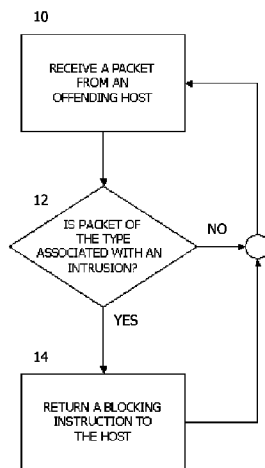 10
RECEIVE A PACKET
FROM AN
OFFENDING HOST
12
IS PACKET OF
THE TYPE
ASSOCIATED WITH AN
INTRUSION?
NO
YES
14
RETURN A BLOCKING
INSTRUCTION TO
THE HOST